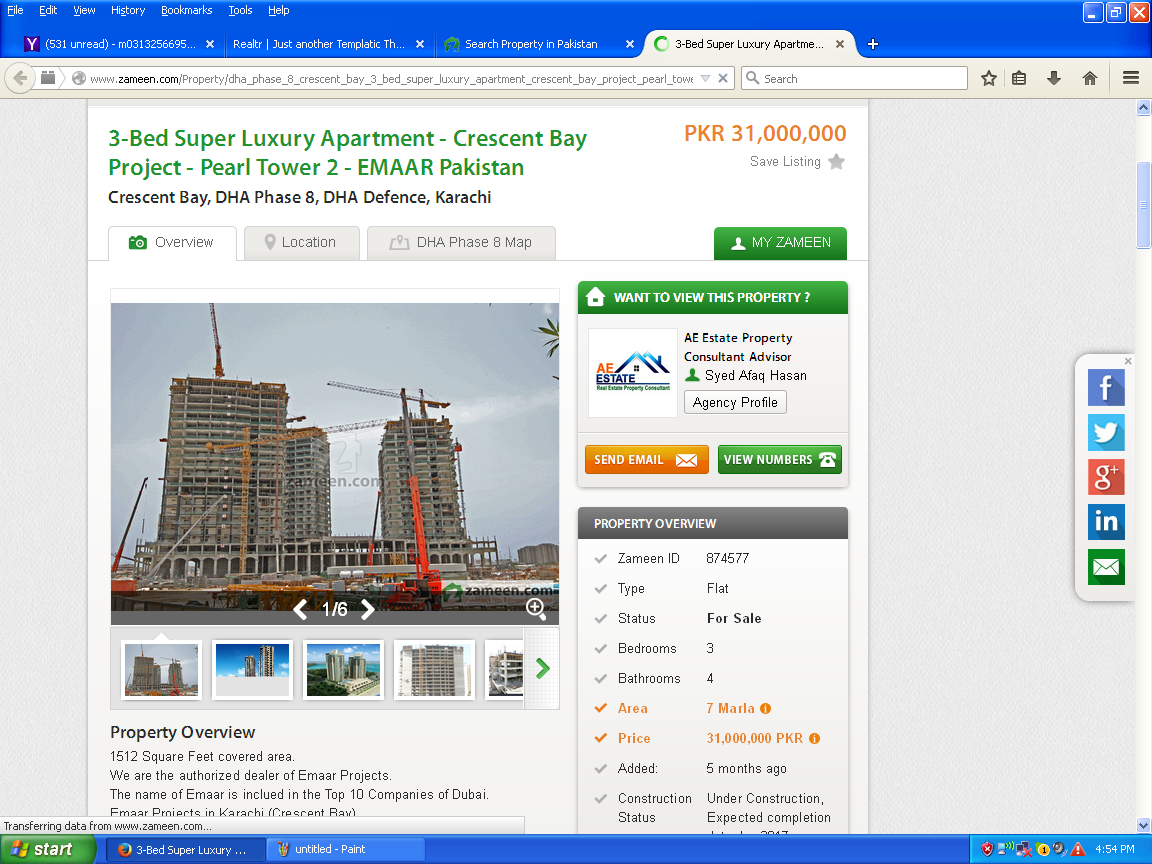 File Edit View History Bookmarks Tools Help
(531 unread) - m0313256695...
Realtr | Just another Templatic Th...
Search Property in Pakistan
3-Bed Super Luxury Apartme...
www.zameen.com/Property/dha_phase_8_crescent_bay_3_bed_super_luxury_apartment_crescent_bay_project_pearl_towe
Search
3-Bed Super Luxury Apartment - Crescent Bay
Project - Pearl Tower 2 - EMAAR Pakistan
PKR 31,000,000
Save Listing
Crescent Bay, DHA Phase 8, DHA Defence, Karachi
Overview
Location
DHA Phase 8 Map
MY ZAMEEN
zameen.com
zameen.com
1/6
WANT TO VIEW THIS PROPERTY ?
AE
ESTATE
Real Estate Property Consultant
AE Estate Property
Consultant Advisor
Syed Afaq Hasan
Agency Profile
SEND EMAIL
VIEW NUMBERS
PROPERTY OVERVIEW
Zameen ID 874577
Type Flat
Status For Sale
Bedrooms 3
Bathrooms 4
Area 7 Marla
Price 31,000,000 PKR
Added: 5 months ago
Construction Under Construction,
Status Expected completion
Property Overview
1512 Square Feet covered area.
We are the authorized dealer of Emaar Projects.
The name of Emaar is inclued in the Top 10 Companies of Dubai.
Emaar Projects in Karachi (Crescent Bay)
f
g+
in
Transferring data from www.zameen.com...
start
3-Bed Super Luxury ...
untitled - Paint
4:54 PM